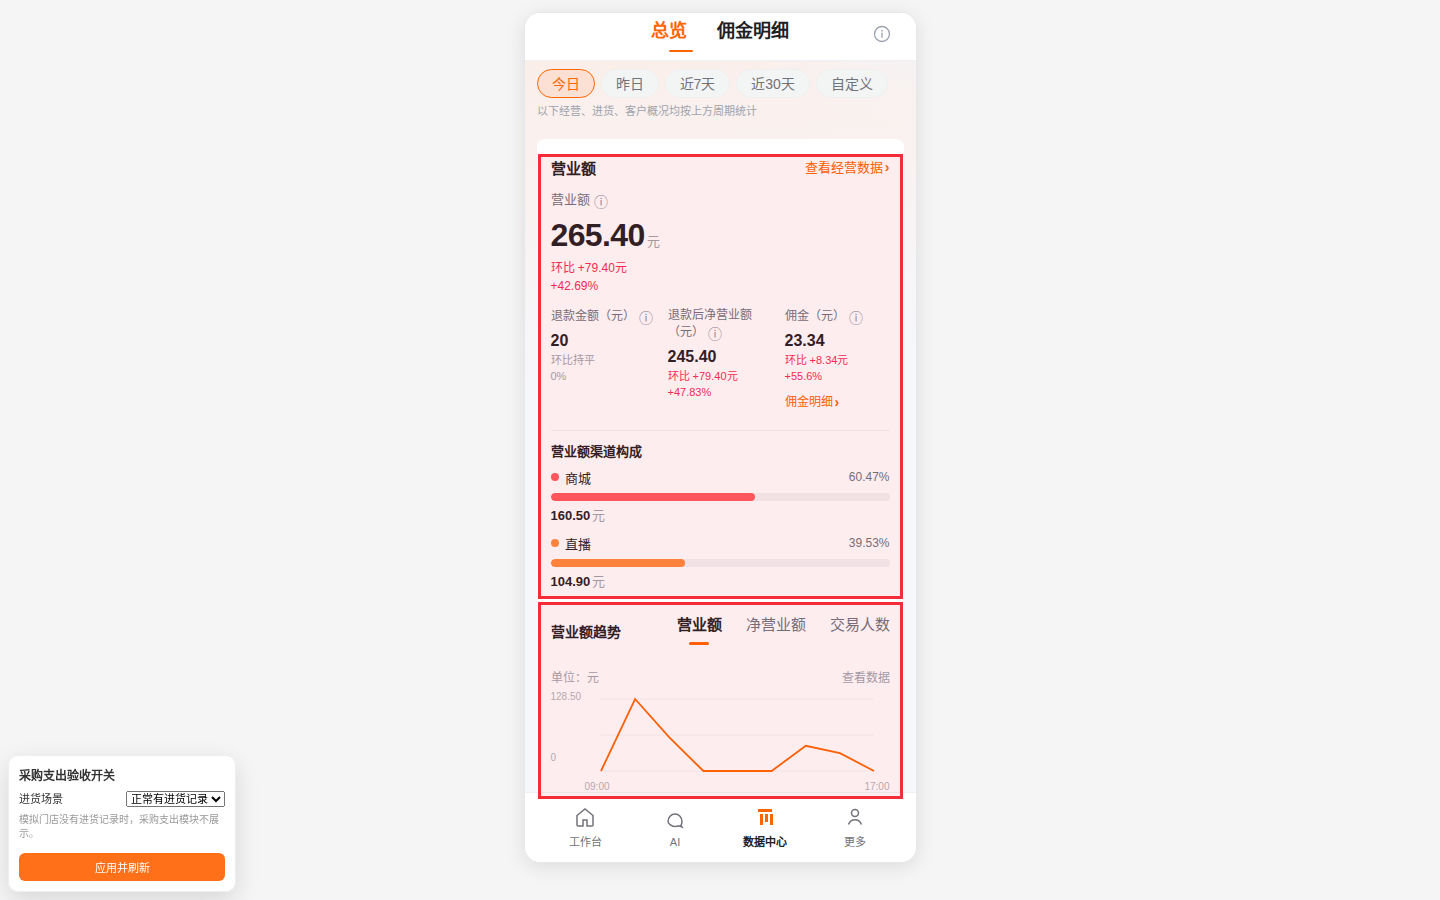 总览 佣金明细
今日 昨日 近7天 近30天 自定义
以下经营、进货、客户概况均按上方周期统计
营业额 查看经营数据›
营业额
265.40元
环比 +79.40元
+42.69%
退款金额（元）
20
环比持平
0%
退款后净营业额
（元）
245.40
环比 +79.40元
+47.83%
佣金（元）
23.34
环比 +8.34元
+55.6%
佣金明细›
营业额渠道构成
商城 60.47%
160.50元
直播 39.53%
104.90元
营业额趋势 营业额 净营业额 交易人数
单位：元 查看数据
128.50
0
09:00 17:00
工作台 AI 数据中心 更多
采购支出验收开关
进货场景 正常有进货记录
模拟门店没有进货记录时，采购支出模块不展
示。
应用并刷新